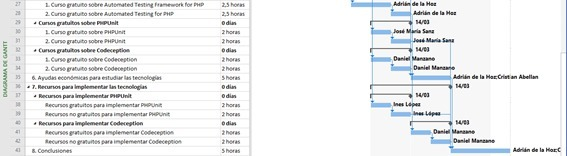 DIAGRAMA DE GANTT
27 1. Curso gratuito sobre Automated Testing Framework for PHP 2,5 horas Adrián de la Hoz
28 2. Curso gratuito sobre Automated Testing for PHP 2,5 horas Adrián de la Hoz
29 Cursos gratuitos sobre PHPUnit 0 días 14/03
30 1. Curso gratuito sobre PHPUnit 2 horas José María Sanz
31 2. Curso gratuito sobre PHPUnit 2 horas José María Sanz
32 Cursos gratuitos sobre Codeception 0 días 14/03
33 1. Curso gratuito sobre Codeception 2 horas Daniel Manzano
34 2. Curso gratuito sobre Codeception 2 horas Daniel Manzano
35 6. Ayudas económicas para estudiar las tecnologías 5 horas Adrián de la Hoz;Cristian Abellan
36 7. Recursos para implementar las tecnologías 0 días 14/03
37 Recursos para implementar PHPUnit 0 días 14/03
38 Recursos gratuitos para implementar PHPUnit 2 horas Ines López
39 Recursos no gratuitos para implementar PHPUnit 2 horas Ines López
40 Recursos para implementar Codeception 0 días 14/03
41 Recursos gratuitos para implementar Codeception 2 horas Daniel Manzano
42 Recursos no gratuitos para implementar Codeception 2 horas Daniel Manzano
43 8. Conclusiones 5 horas Adrián de la Hoz;C